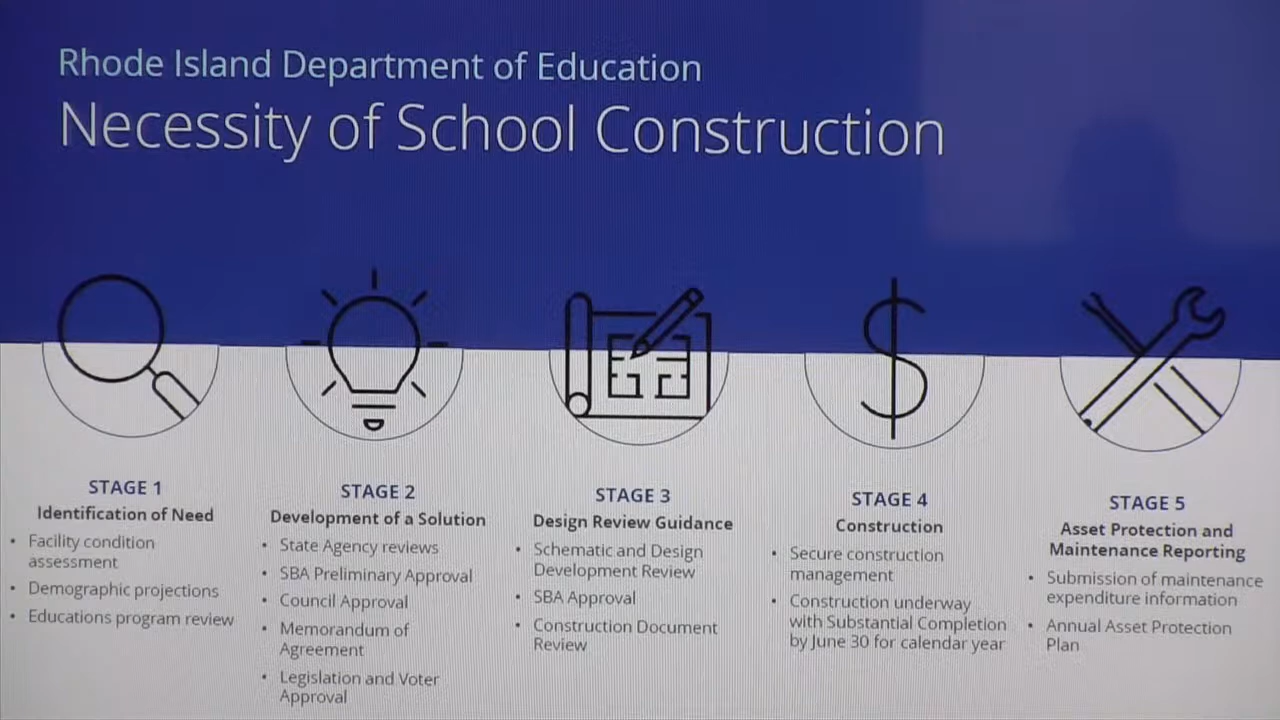 Rhode Island Department of Education
Necessity of School Construction
STAGE 1
Identification of Need
• Facility condition
assessment
• Demographic projections
• Educations program review
STAGE 2
Development of a Solution
• State Agency reviews
• SBA Preliminary Approval
• Council Approval
• Memorandum of
Agreement
• Legislation and Voter
Approval
STAGE 3
Design Review Guidance
• Schematic and Design
Development Review
• SBA Approval
• Construction Document
Review
STAGE 4
Construction
• Secure construction
management
• Construction underway
with Substantial Completion
by June 30 for calendar year
STAGE 5
Asset Protection and
Maintenance Reporting
• Submission of maintenance
expenditure information
• Annual Asset Protection
Plan